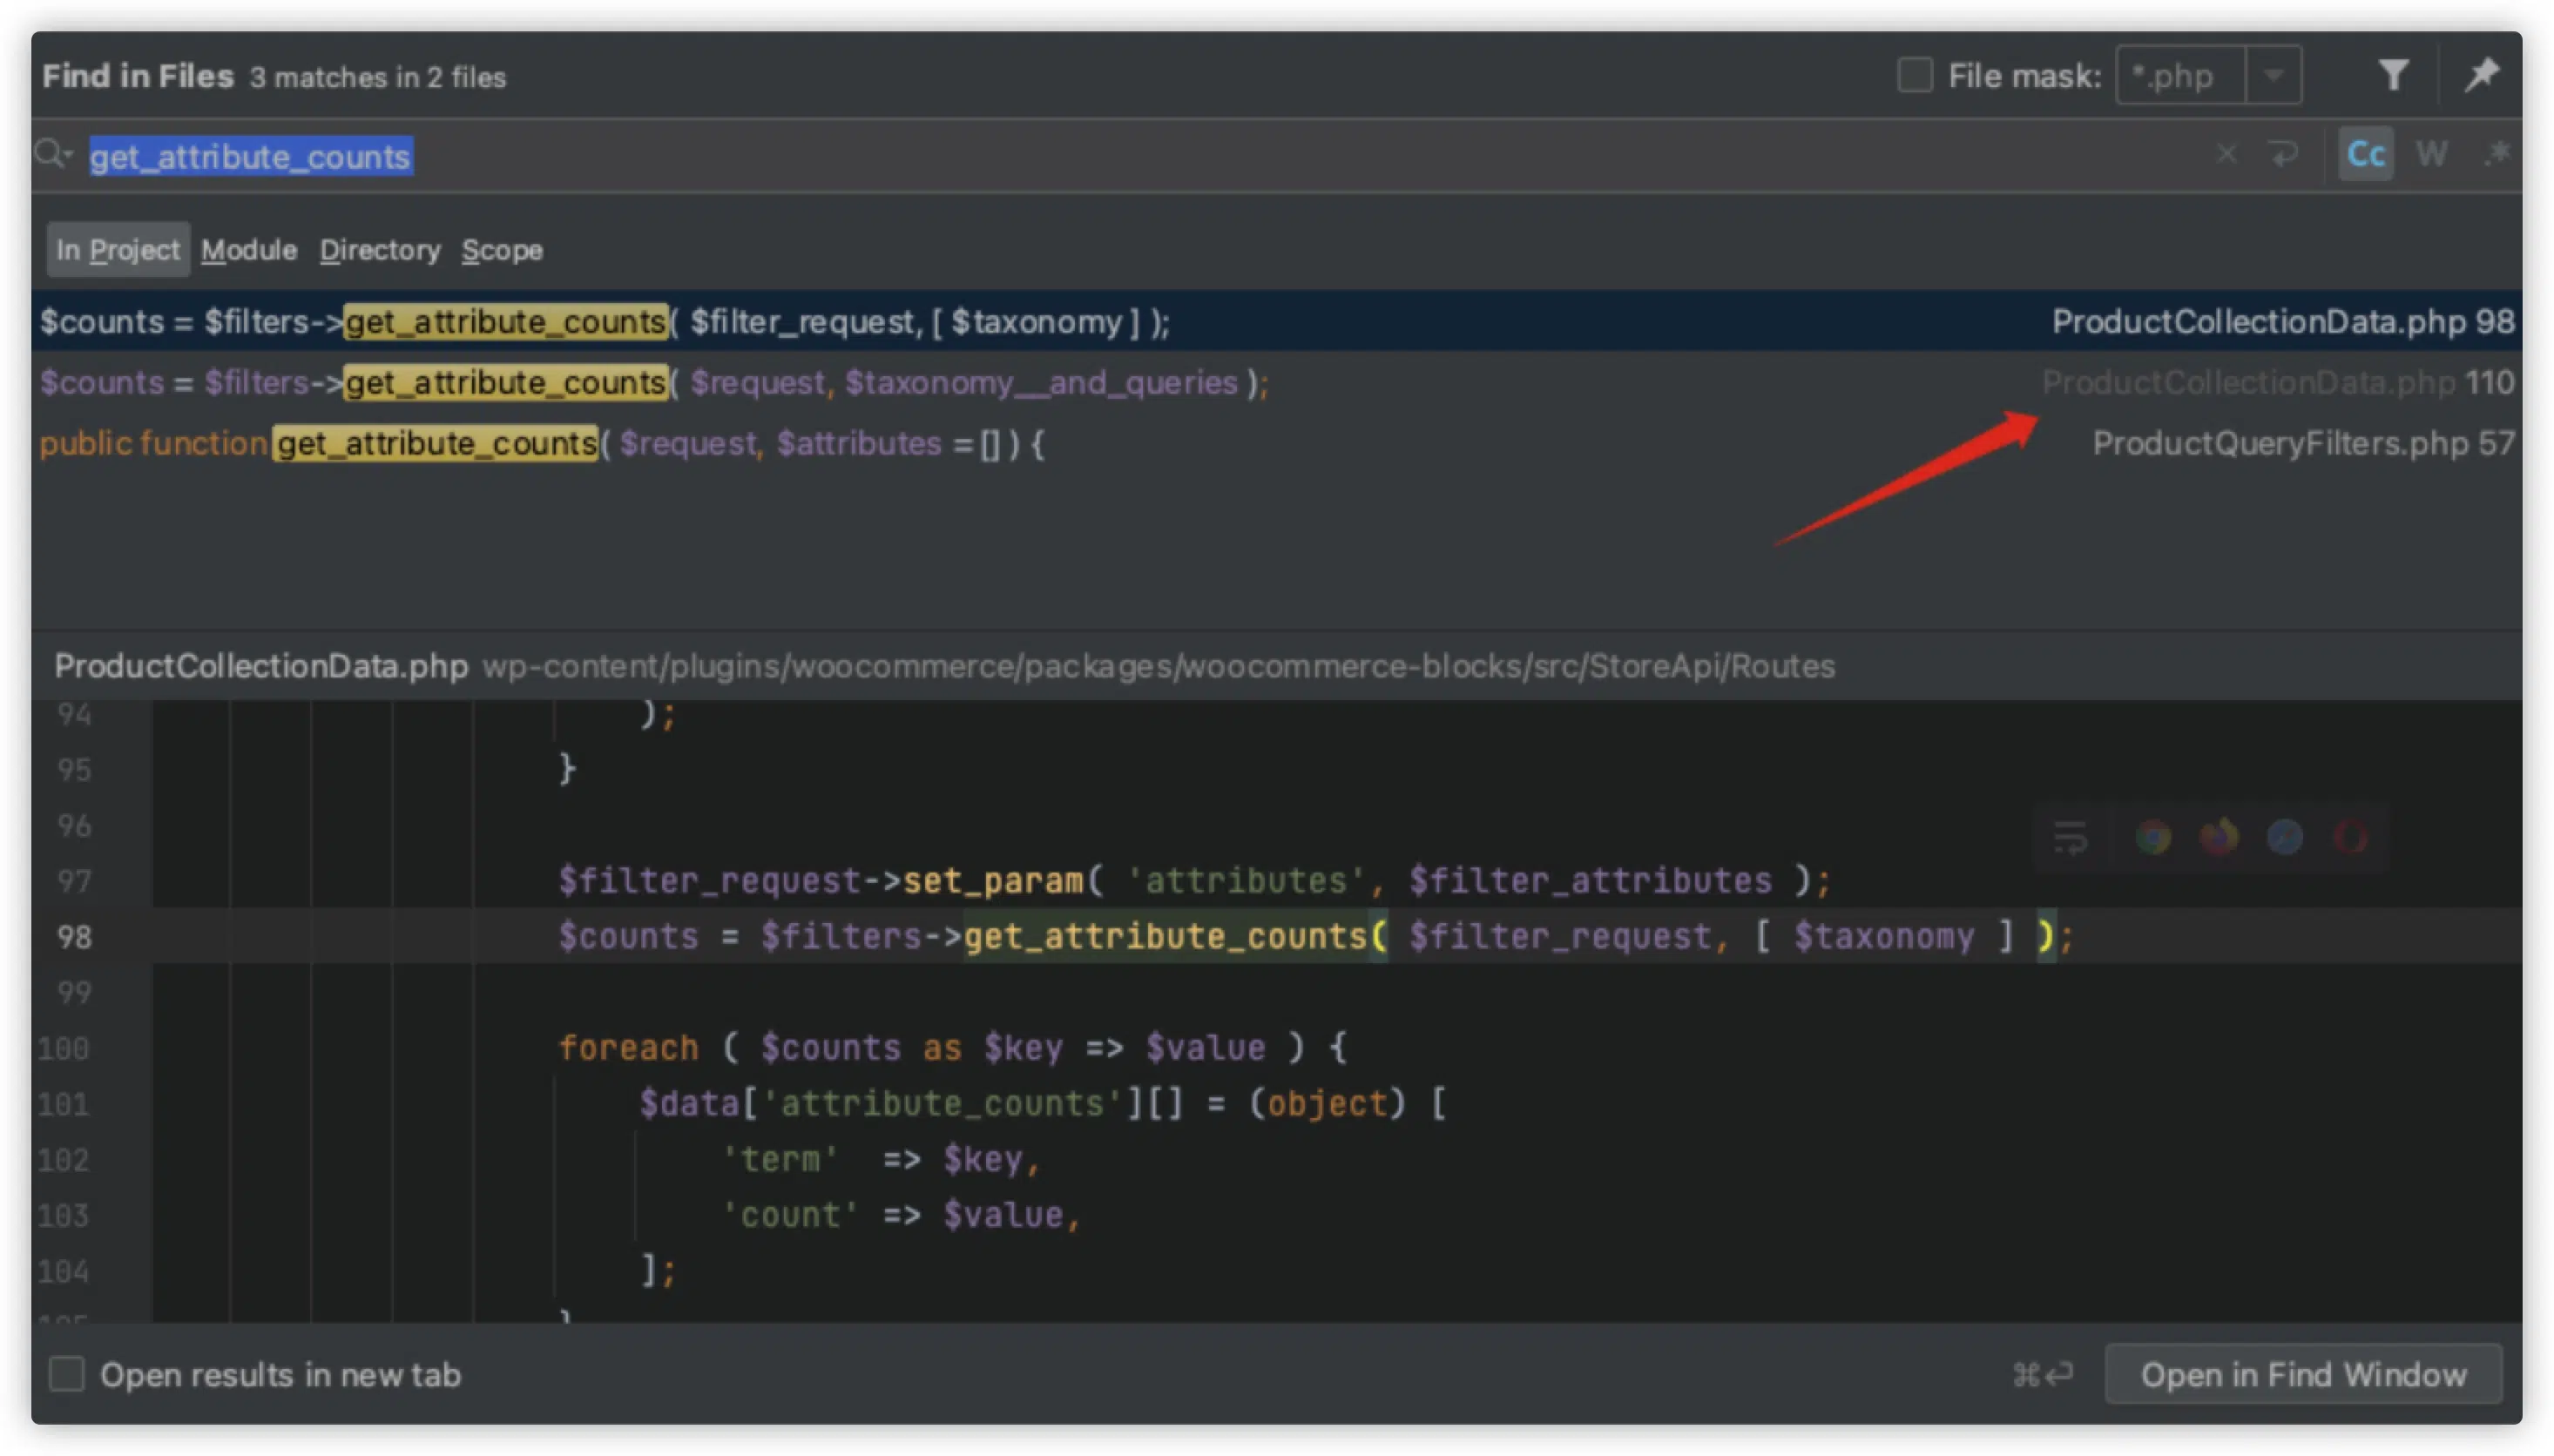 Find in Files 3 matches in 2 files File mask: *.php
get_attribute_counts Cc W .*
In Project Module Directory Scope
$counts = $filters->get_attribute_counts( $filter_request, [ $taxonomy ] ); ProductCollectionData.php 98
$counts = $filters->get_attribute_counts( $request, $taxonomy__and_queries ); ProductCollectionData.php 110
public function get_attribute_counts( $request, $attributes = [] ) { ProductQueryFilters.php 57
ProductCollectionData.php wp-content/plugins/woocommerce/packages/woocommerce-blocks/src/StoreApi/Routes
94 );
95 }
96
97 $filter_request->set_param( 'attributes', $filter_attributes );
98 $counts = $filters->get_attribute_counts( $filter_request, [ $taxonomy ] );
99
100 foreach ( $counts as $key => $value ) {
101 $data['attribute_counts'][] = (object) [
102 'term' => $key,
103 'count' => $value,
104 ];
105 }
Open results in new tab ⌘↩ Open in Find Window